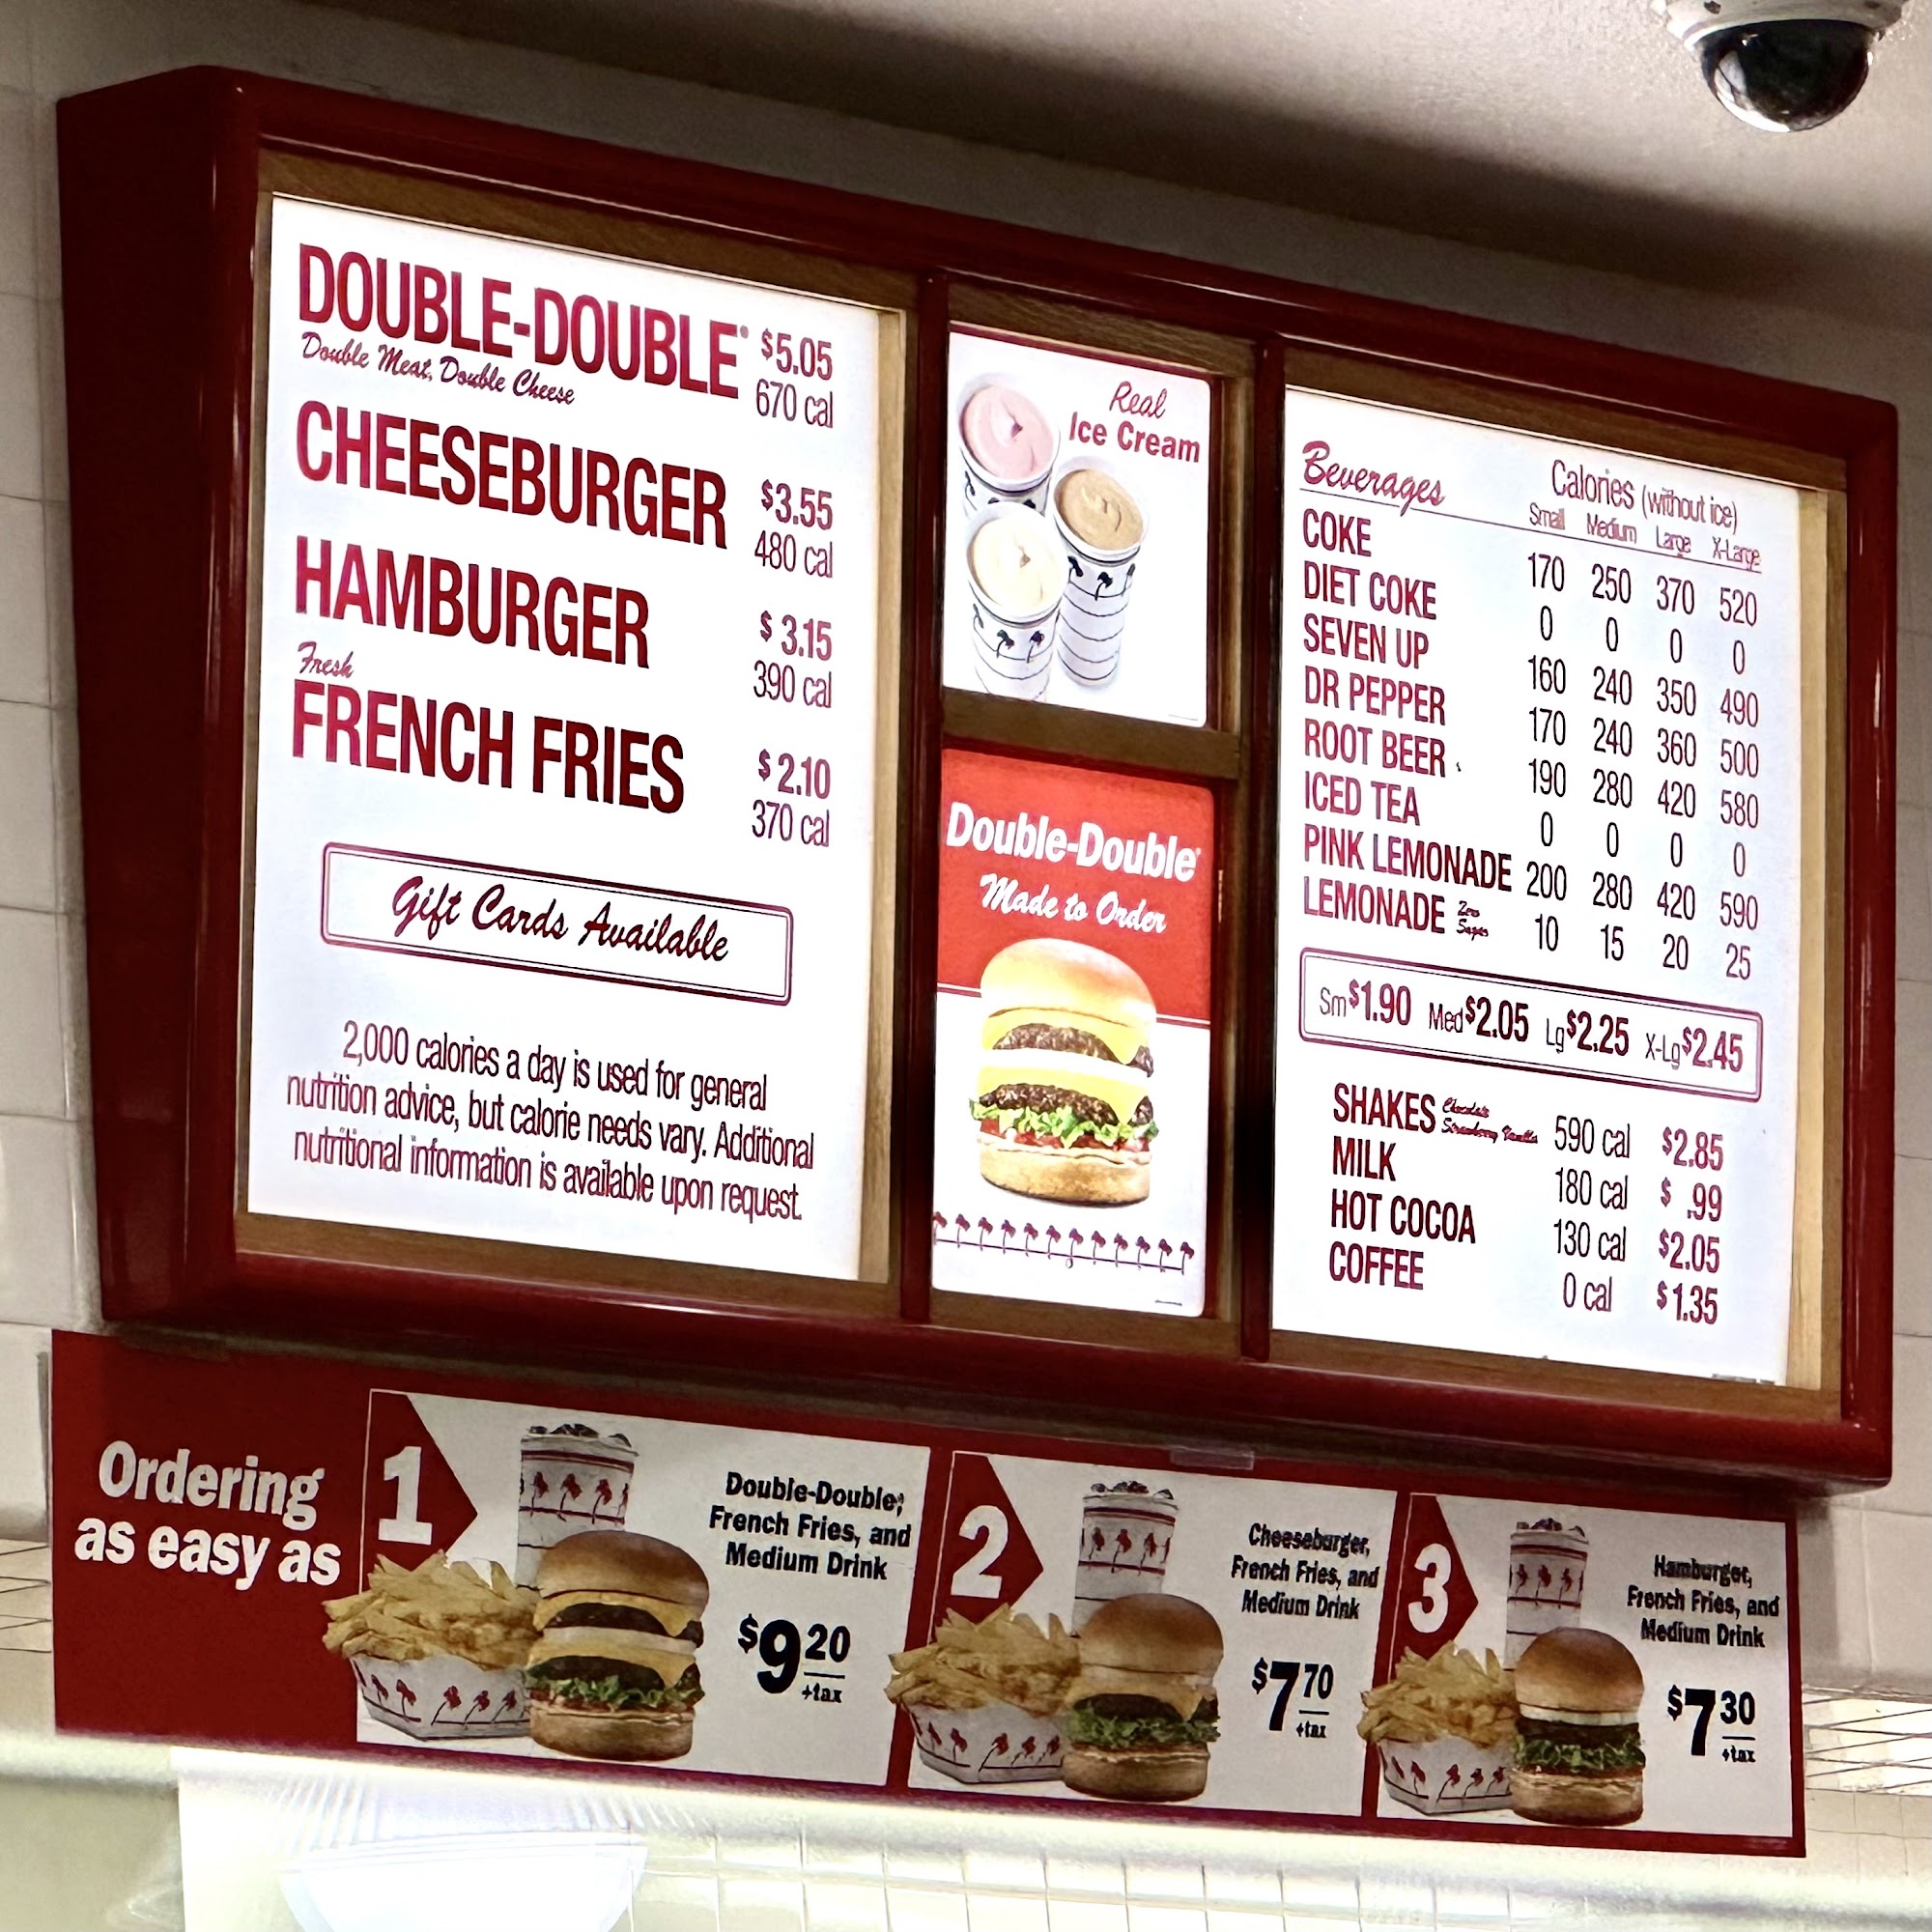 DOUBLE-DOUBLE® $5.05
Double Meat, Double Cheese 670 cal
CHEESEBURGER $3.55
480 cal
HAMBURGER $3.15
390 cal
Fresh
FRENCH FRIES $2.10
370 cal
Gift Cards Available
2,000 calories a day is used for general
nutrition advice, but calorie needs vary. Additional
nutritional information is available upon request.
Real
Ice Cream
Double-Double®
Made to Order
Beverages Calories (without ice)
Small Medium Large X-Large
COKE 170 250 370 520
DIET COKE 0 0 0 0
SEVEN UP 160 240 350 490
DR PEPPER 170 240 360 500
ROOT BEER 190 280 420 580
ICED TEA 0 0 0 0
PINK LEMONADE 200 280 420 590
LEMONADE Zero Sugar 10 15 20 25
Sm $1.90 Med $2.05 Lg $2.25 X-Lg $2.45
SHAKES Chocolate Strawberry Vanilla 590 cal $2.85
MILK 180 cal $ .99
HOT COCOA 130 cal $2.05
COFFEE 0 cal $1.35
Ordering
as easy as
1
Double-Double,®
French Fries, and
Medium Drink
$9.20
+tax
2
Cheeseburger,
French Fries, and
Medium Drink
$7.70
+tax
3
Hamburger,
French Fries, and
Medium Drink
$7.30
+tax